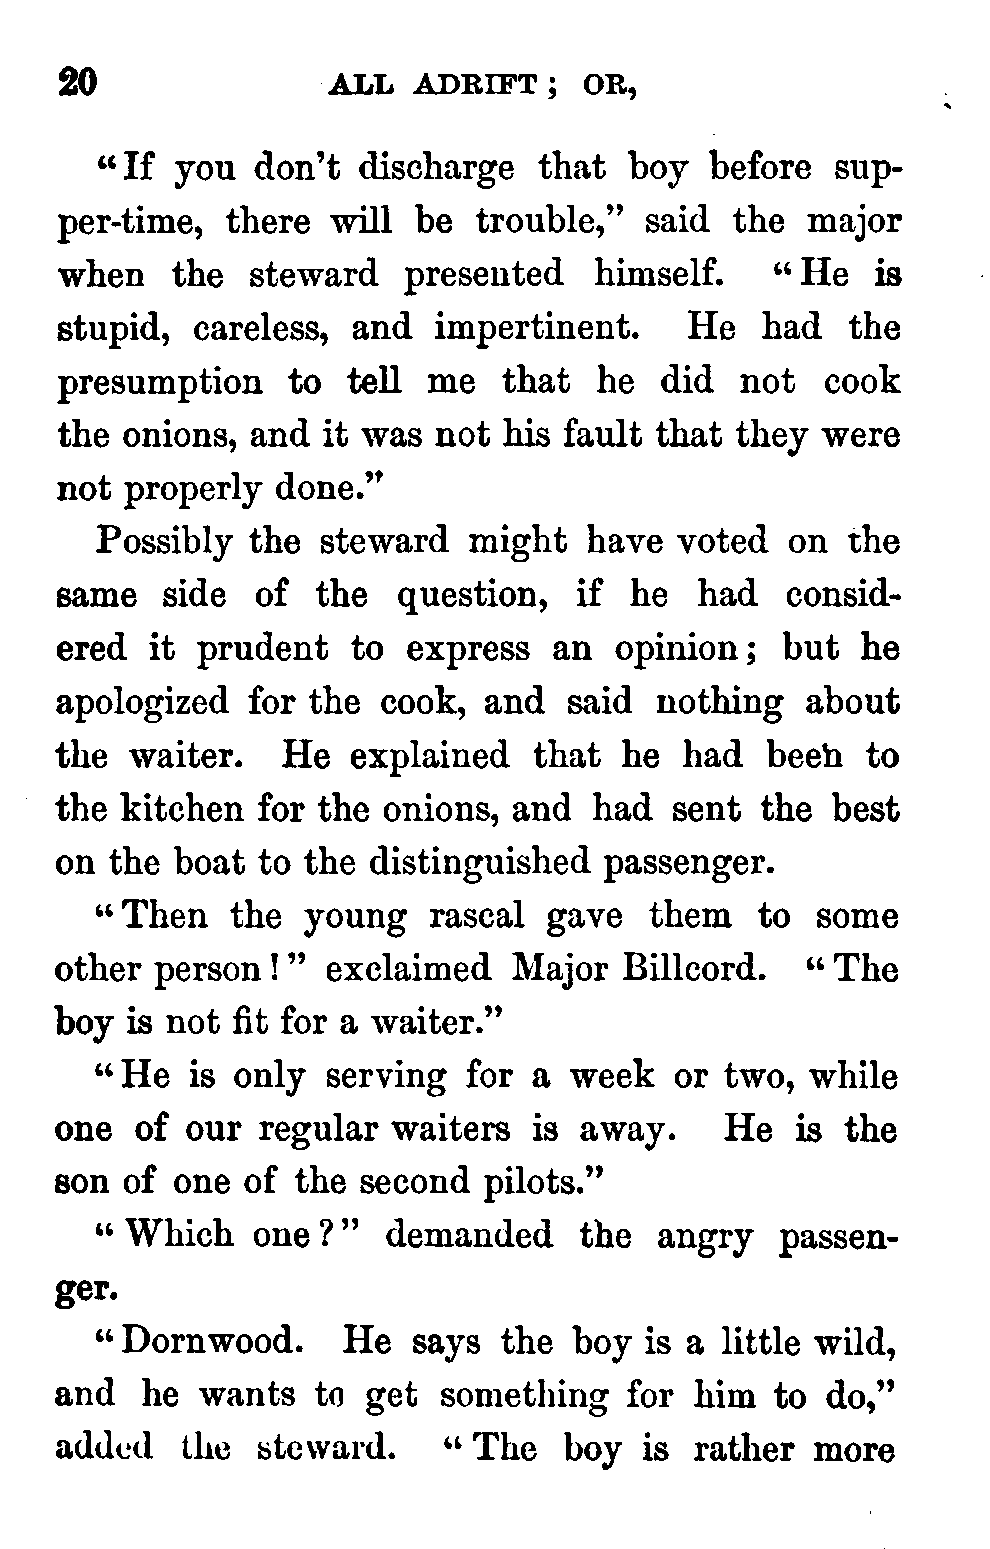 20 ALL ADRIFT; OR,
"If you don't discharge that boy before sup-
per-time, there will be trouble," said the major
when the steward presented himself. "He is
stupid, careless, and impertinent. He had the
presumption to tell me that he did not cook
the onions, and it was not his fault that they were
not properly done."
Possibly the steward might have voted on the
same side of the question, if he had consid-
ered it prudent to express an opinion; but he
apologized for the cook, and said nothing about
the waiter. He explained that he had been to
the kitchen for the onions, and had sent the best
on the boat to the distinguished passenger.
"Then the young rascal gave them to some
other person!" exclaimed Major Billcord. "The
boy is not fit for a waiter."
"He is only serving for a week or two, while
one of our regular waiters is away. He is the
son of one of the second pilots."
"Which one?" demanded the angry passen-
ger.
"Dornwood. He says the boy is a little wild,
and he wants to get something for him to do,"
added the steward. "The boy is rather more